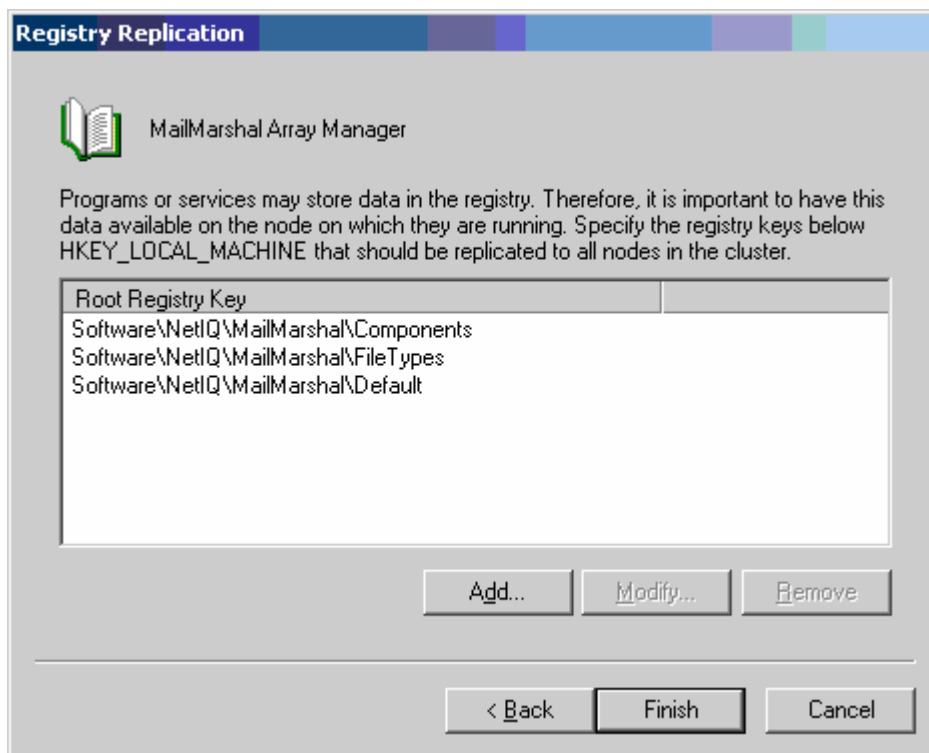 Registry Replication
MailMarshal Array Manager
Programs or services may store data in the registry. Therefore, it is important to have this
data available on the node on which they are running. Specify the registry keys below
HKEY_LOCAL_MACHINE that should be replicated to all nodes in the cluster.
Root Registry Key
Software\NetIQ\MailMarshal\Components
Software\NetIQ\MailMarshal\FileTypes
Software\NetIQ\MailMarshal\Default
Add... Modify... Remove
< Back Finish Cancel